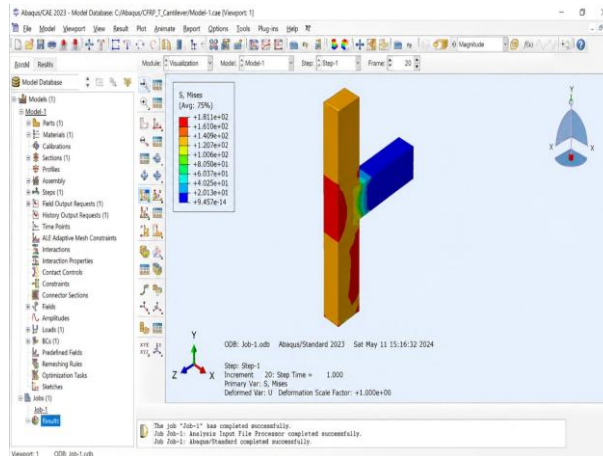 Abaqus/CAE 2023 - Model Database: C:/Abaqus/CFRP_T_Cantilever/Model-1.cae [Viewport: 1]
File Model Viewport View Result Plot Animate Report Options Tools Plug-ins Help
Magnitude
Model Results Module: Visualization Model: Model-1 Step: Step-1 Frame: 20
Model Database
Models (1)
Model-1
Parts (1)
Materials (1)
Calibrations
Sections (1)
Profiles
Assembly
Steps (1)
Field Output Requests (1)
History Output Requests (1)
Time Points
ALE Adaptive Mesh Constraints
Interactions
Interaction Properties
Contact Controls
Constraints
Connector Sections
Fields
Amplitudes
Loads (1)
BCs (1)
Predefined Fields
Remeshing Rules
Optimization Tasks
Sketches
Jobs (1)
Job-1
Results
S, Mises
(Avg: 75%)
+1.811e+02
+1.610e+02
+1.409e+02
+1.207e+02
+1.006e+02
+8.050e+01
+6.037e+01
+4.025e+01
+2.013e+01
+9.457e-14
Y
X
X
Y
Z
X
ODB: Job-1.odb Abaqus/Standard 2023 Sat May 11 15:16:32 2024
Step: Step-1
Increment 20: Step Time = 1.000
Primary Var: S, Mises
Deformed Var: U Deformation Scale Factor: +1.000e+00
The job "Job-1" has completed successfully.
Job Job-1: Analysis Input File Processor completed successfully.
Job Job-1: Abaqus/Standard completed successfully.
Viewport: 1 ODB: Job-1.odb